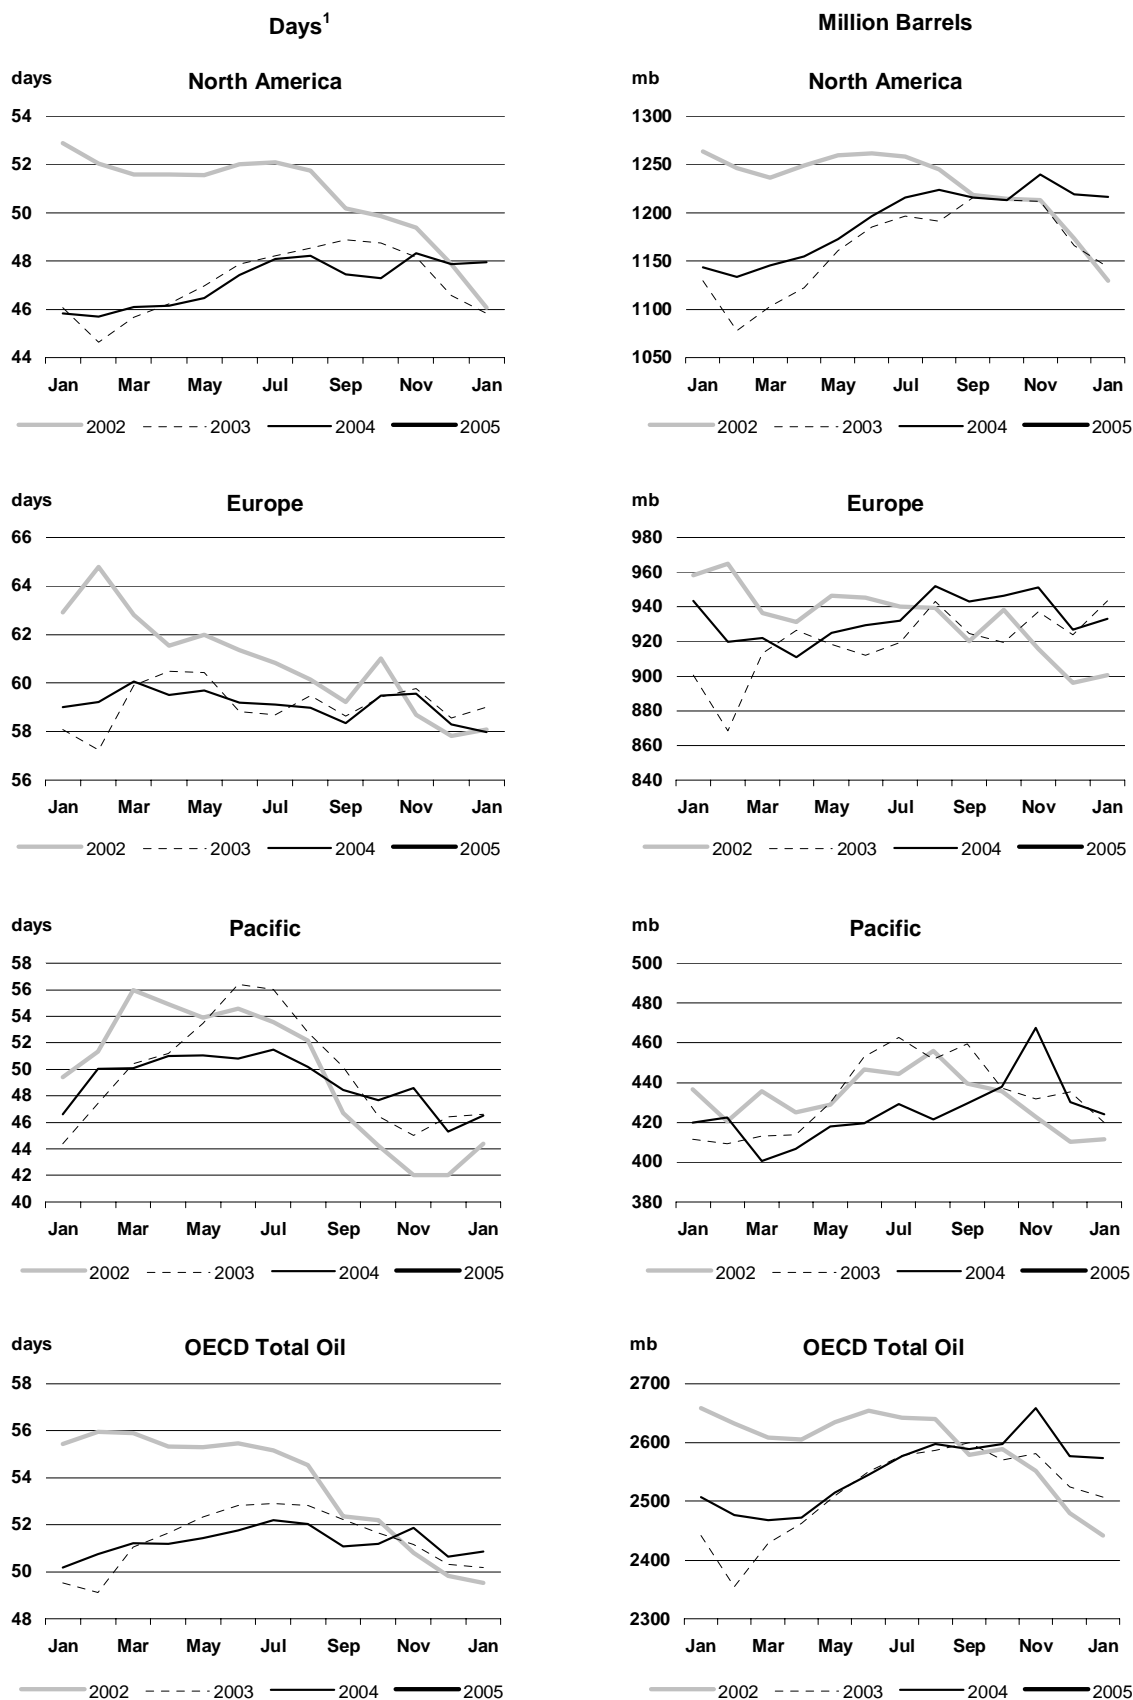 Days¹
Million Barrels
days
North America
54
52
50
48
46
44
Jan Mar May Jul Sep Nov Jan
2002 2003 2004 2005
mb
North America
1300
1250
1200
1150
1100
1050
Jan Mar May Jul Sep Nov Jan
2002 2003 2004 2005
days
Europe
66
64
62
60
58
56
Jan Mar May Jul Sep Nov Jan
2002 2003 2004 2005
mb
Europe
980
960
940
920
900
880
860
840
Jan Mar May Jul Sep Nov Jan
2002 2003 2004 2005
days
Pacific
58
56
54
52
50
48
46
44
42
40
Jan Mar May Jul Sep Nov Jan
2002 2003 2004 2005
mb
Pacific
500
480
460
440
420
400
380
Jan Mar May Jul Sep Nov Jan
2002 2003 2004 2005
days
OECD Total Oil
58
56
54
52
50
48
Jan Mar May Jul Sep Nov Jan
2002 2003 2004 2005
mb
OECD Total Oil
2700
2600
2500
2400
2300
Jan Mar May Jul Sep Nov Jan
2002 2003 2004 2005